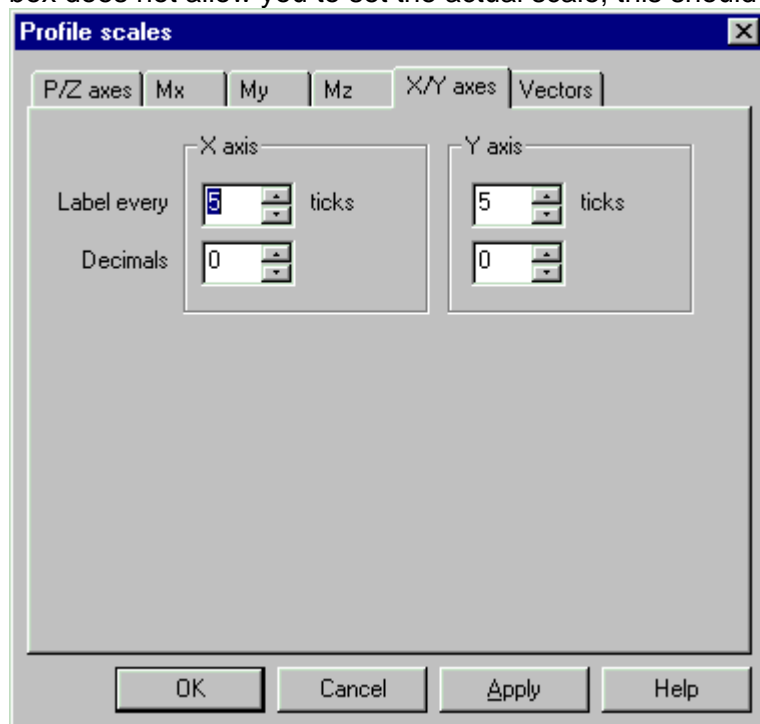 box does not allow you to set the actual scale, this should
Profile scales
P/Z axes Mx My Mz X/Y axes Vectors
X axis Y axis
Label every 5 ticks 5 ticks
Decimals 0 0
OK Cancel Apply Help